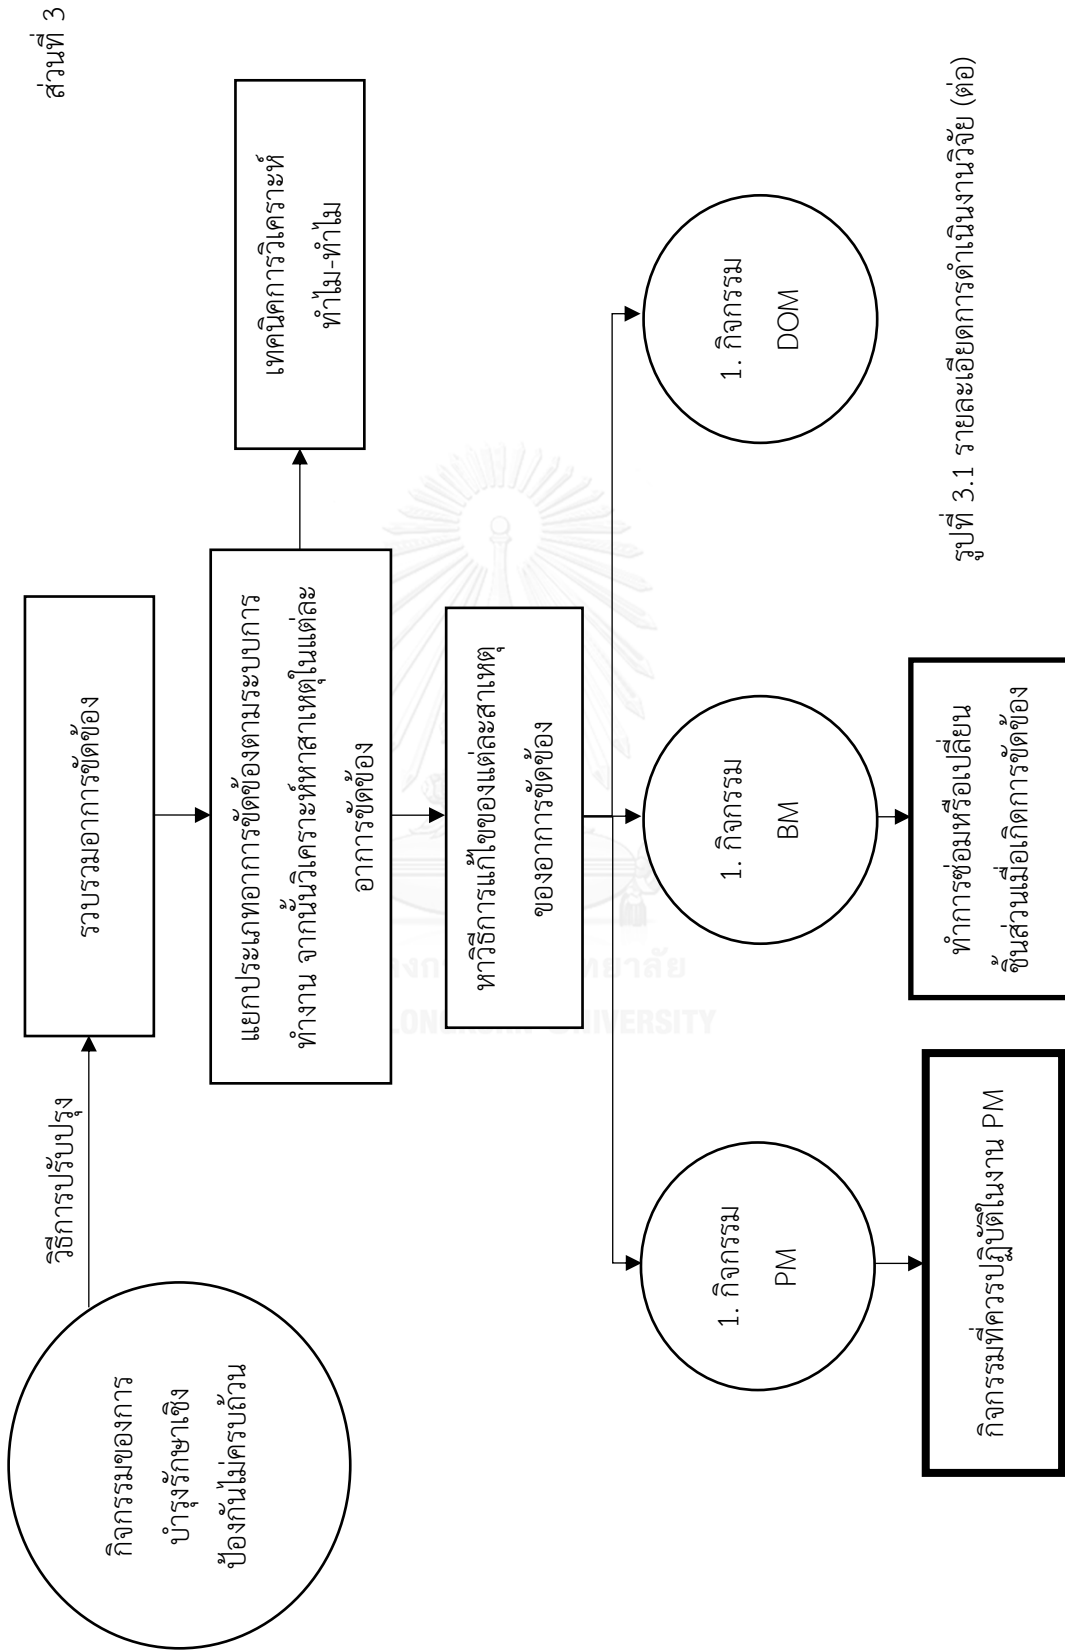 ส่วนที่ 3
กิจกรรมของการ
บำรุงรักษาเชิง
ป้องกันไม่ครบถ้วน
วิธีการปรับปรุง
รวบรวมอาการขัดข้อง
แยกประเภทอาการขัดข้องตามระบบการ
ทำงาน จากนั้นวิเคราะห์หาสาเหตุในแต่ละ
อาการขัดข้อง
เทคนิคการวิเคราะห์
ทำไม-ทำไม
หาวิธีการแก้ไขของแต่ละสาเหตุ
ของอาการขัดข้อง
1. กิจกรรม
PM
1. กิจกรรม
BM
1. กิจกรรม
DOM
กิจกรรมที่ควรปฏิบัติในงาน PM
ทำการซ่อมหรือเปลี่ยน
ชิ้นส่วนเมื่อเกิดการขัดข้อง
รูปที่ 3.1 รายละเอียดการดำเนินงานวิจัย (ต่อ)